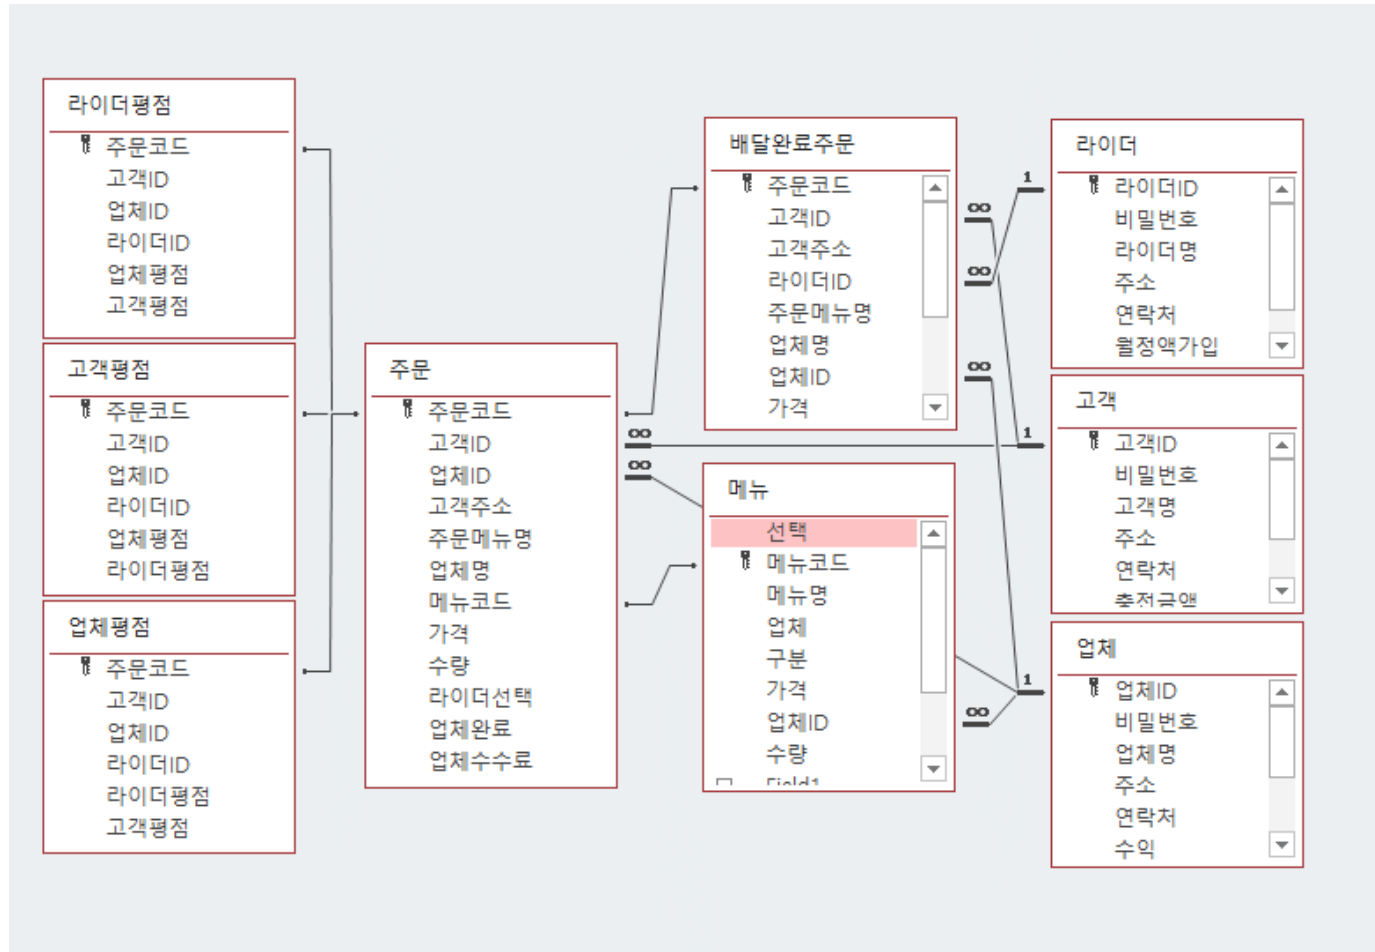 라이더평점
주문코드
고객ID
업체ID
라이더ID
업체평점
고객평점
고객평점
주문코드
고객ID
업체ID
라이더ID
업체평점
라이더평점
업체평점
주문코드
고객ID
업체ID
라이더ID
라이더평점
고객평점
주문
주문코드
고객ID
업체ID
고객주소
주문메뉴명
업체명
메뉴코드
가격
수량
라이더선택
업체완료
업체수수료
∞
∞
배달완료주문
주문코드
고객ID
고객주소
라이더ID
주문메뉴명
업체명
업체ID
가격
∞
∞
∞
메뉴
선택
메뉴코드
메뉴명
업체
구분
가격
업체ID
수량
Field1
∞
라이더
1
라이더ID
비밀번호
라이더명
주소
연락처
월정액가입
고객
1
고객ID
비밀번호
고객명
주소
연락처
충전금액
업체
1
업체ID
비밀번호
업체명
주소
연락처
수익